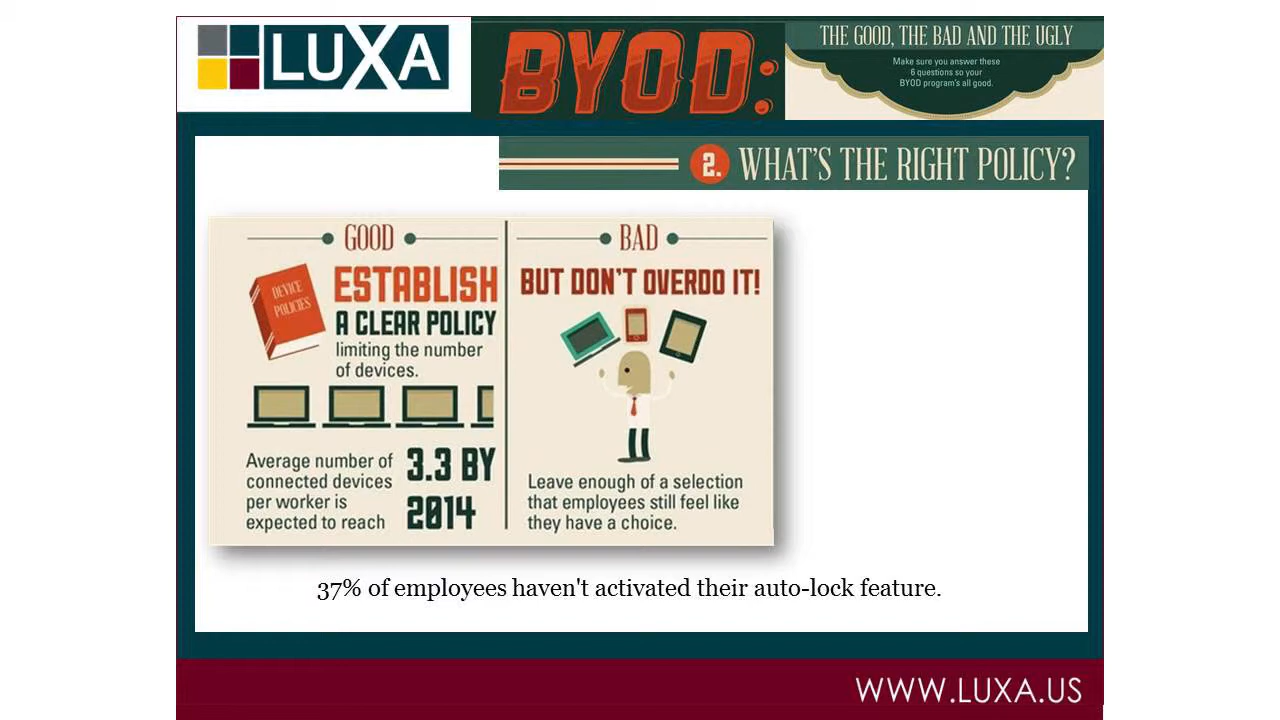 LUXA
BYOD:
THE GOOD, THE BAD AND THE UGLY
Make sure you answer these
6 questions so your
BYOD program's all good.
2. WHAT'S THE RIGHT POLICY?
GOOD
DEVICE
POLICIES
ESTABLISH
A CLEAR POLICY
limiting the number
of devices.
Average number of
connected devices
per worker is
expected to reach
3.3 BY
2014
BAD
BUT DON'T OVERDO IT!
Leave enough of a selection
that employees still feel like
they have a choice.
37% of employees haven't activated their auto-lock feature.
WWW.LUXA.US